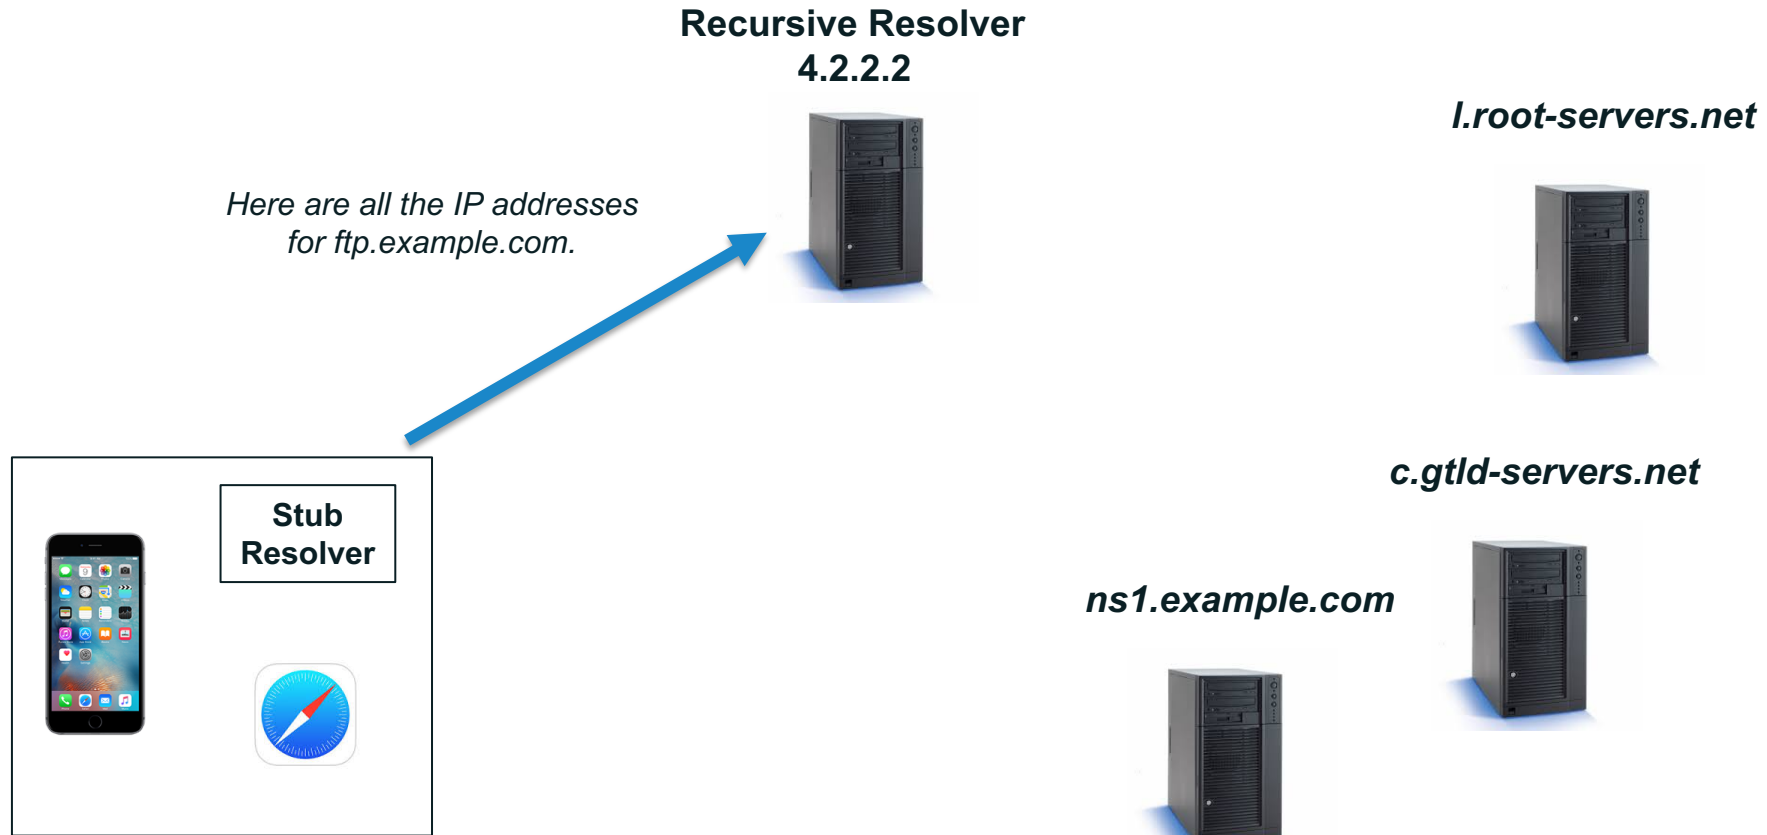 Recursive Resolver
4.2.2.2
l.root-servers.net
Here are all the IP addresses
for ftp.example.com.
c.gtld-servers.net
Stub
Resolver
ns1.example.com